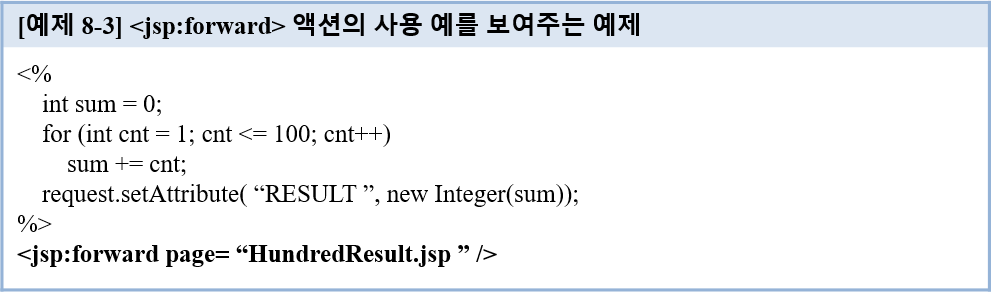 [예제 8-3] <jsp:forward> 액션의 사용 예를 보여주는 예제
<%
int sum = 0;
for (int cnt = 1; cnt <= 100; cnt++)
sum += cnt;
request.setAttribute( “RESULT ”, new Integer(sum));
%>
<jsp:forward page= “HundredResult.jsp ” />